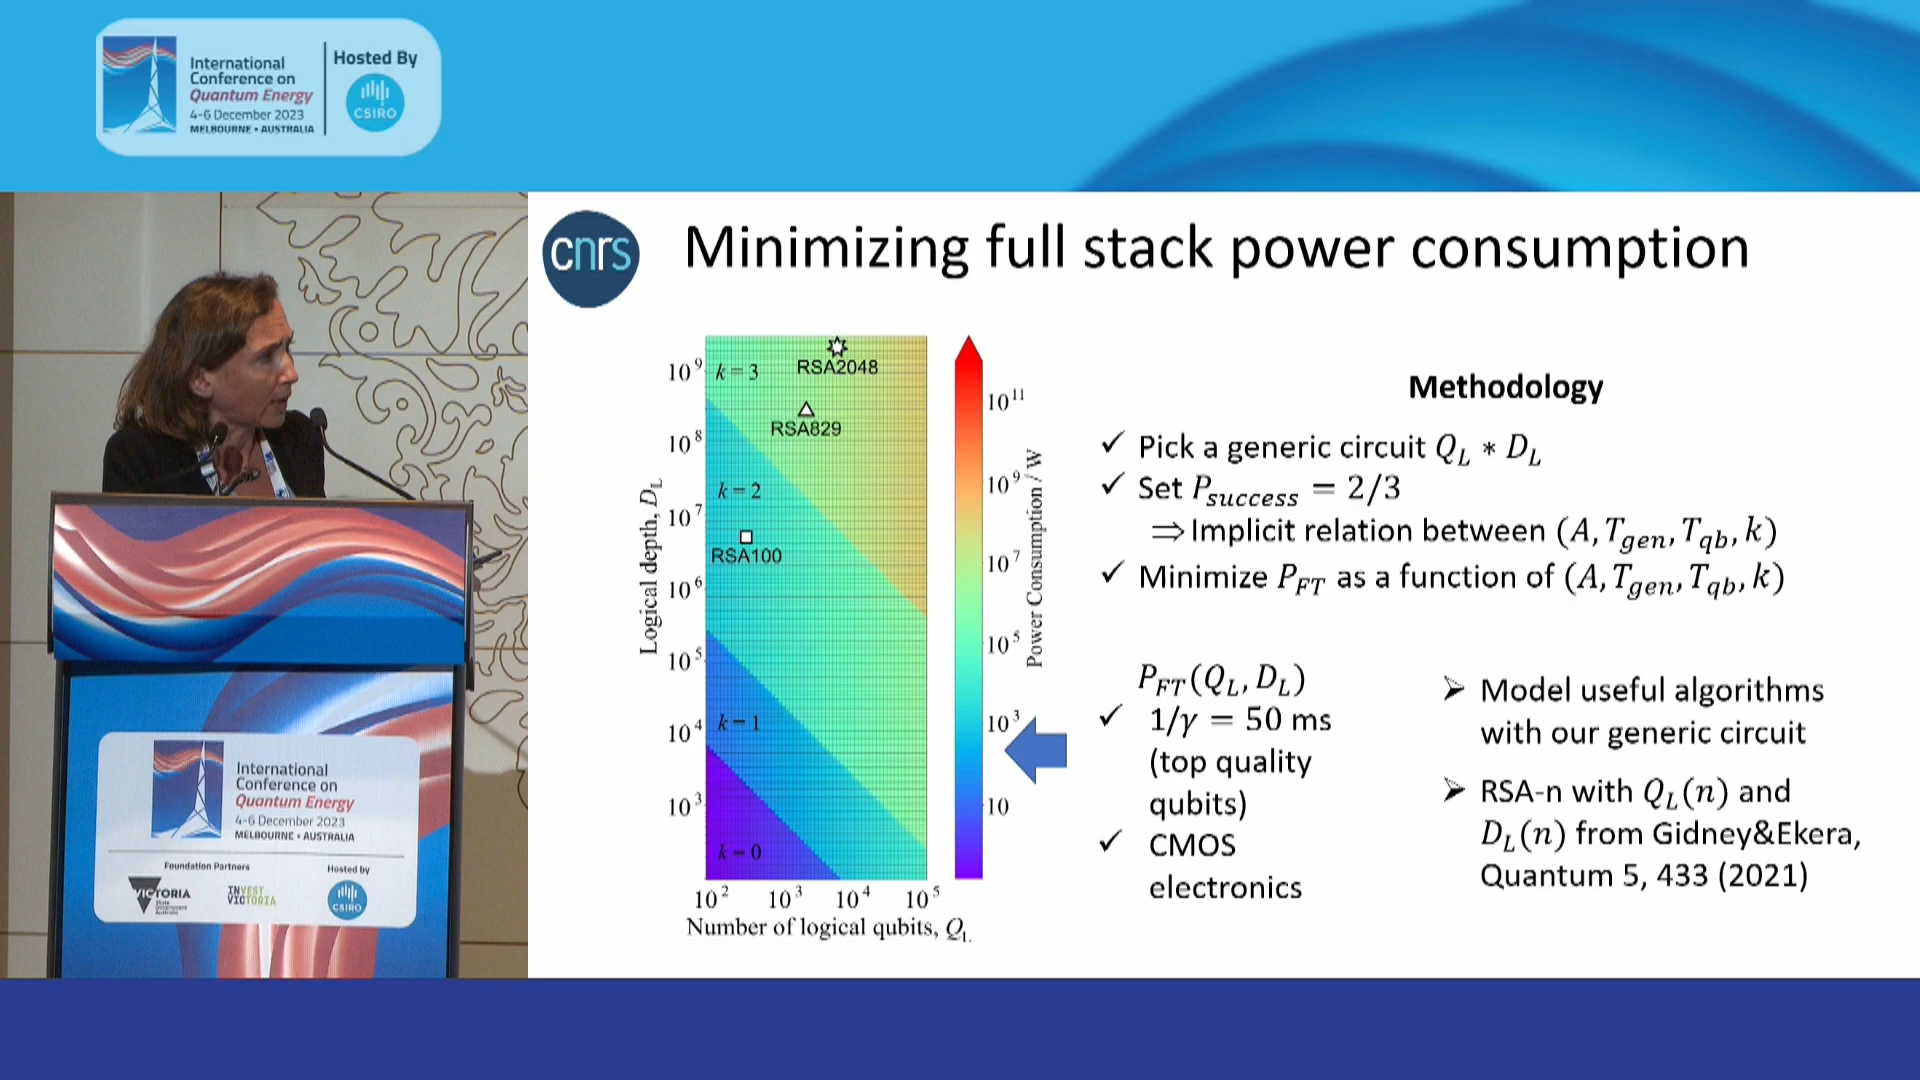 International
Conference on
Quantum Energy
4-6 December 2023
MELBOURNE • AUSTRALIA
Hosted By
CSIRO
cnrs
Minimizing full stack power consumption
10^9
10^8
10^7
10^6
10^5
10^4
10^3
Logical depth, D_L
k = 3
k = 2
k = 1
k = 0
RSA2048
RSA829
RSA100
10^2
10^3
10^4
10^5
Number of logical qubits, Q_L
10^11
10^9
10^7
10^5
10^3
10
Power Consumption / W
Methodology
✓ Pick a generic circuit Q_L * D_L
✓ Set P_success = 2/3
⇒ Implicit relation between (A, T_gen, T_qb, k)
✓ Minimize P_FT as a function of (A, T_gen, T_qb, k)
P_FT(Q_L, D_L)
✓ 1/γ = 50 ms
(top quality
qubits)
✓ CMOS
electronics
➢ Model useful algorithms
with our generic circuit
➢ RSA-n with Q_L(n) and
D_L(n) from Gidney&Ekera,
Quantum 5, 433 (2021)
International
Conference on
Quantum Energy
4-6 December 2023
MELBOURNE • AUSTRALIA
Foundation Partners
Hosted by
VICTORIA
State
Government
INVEST
VICTORIA
CSIRO